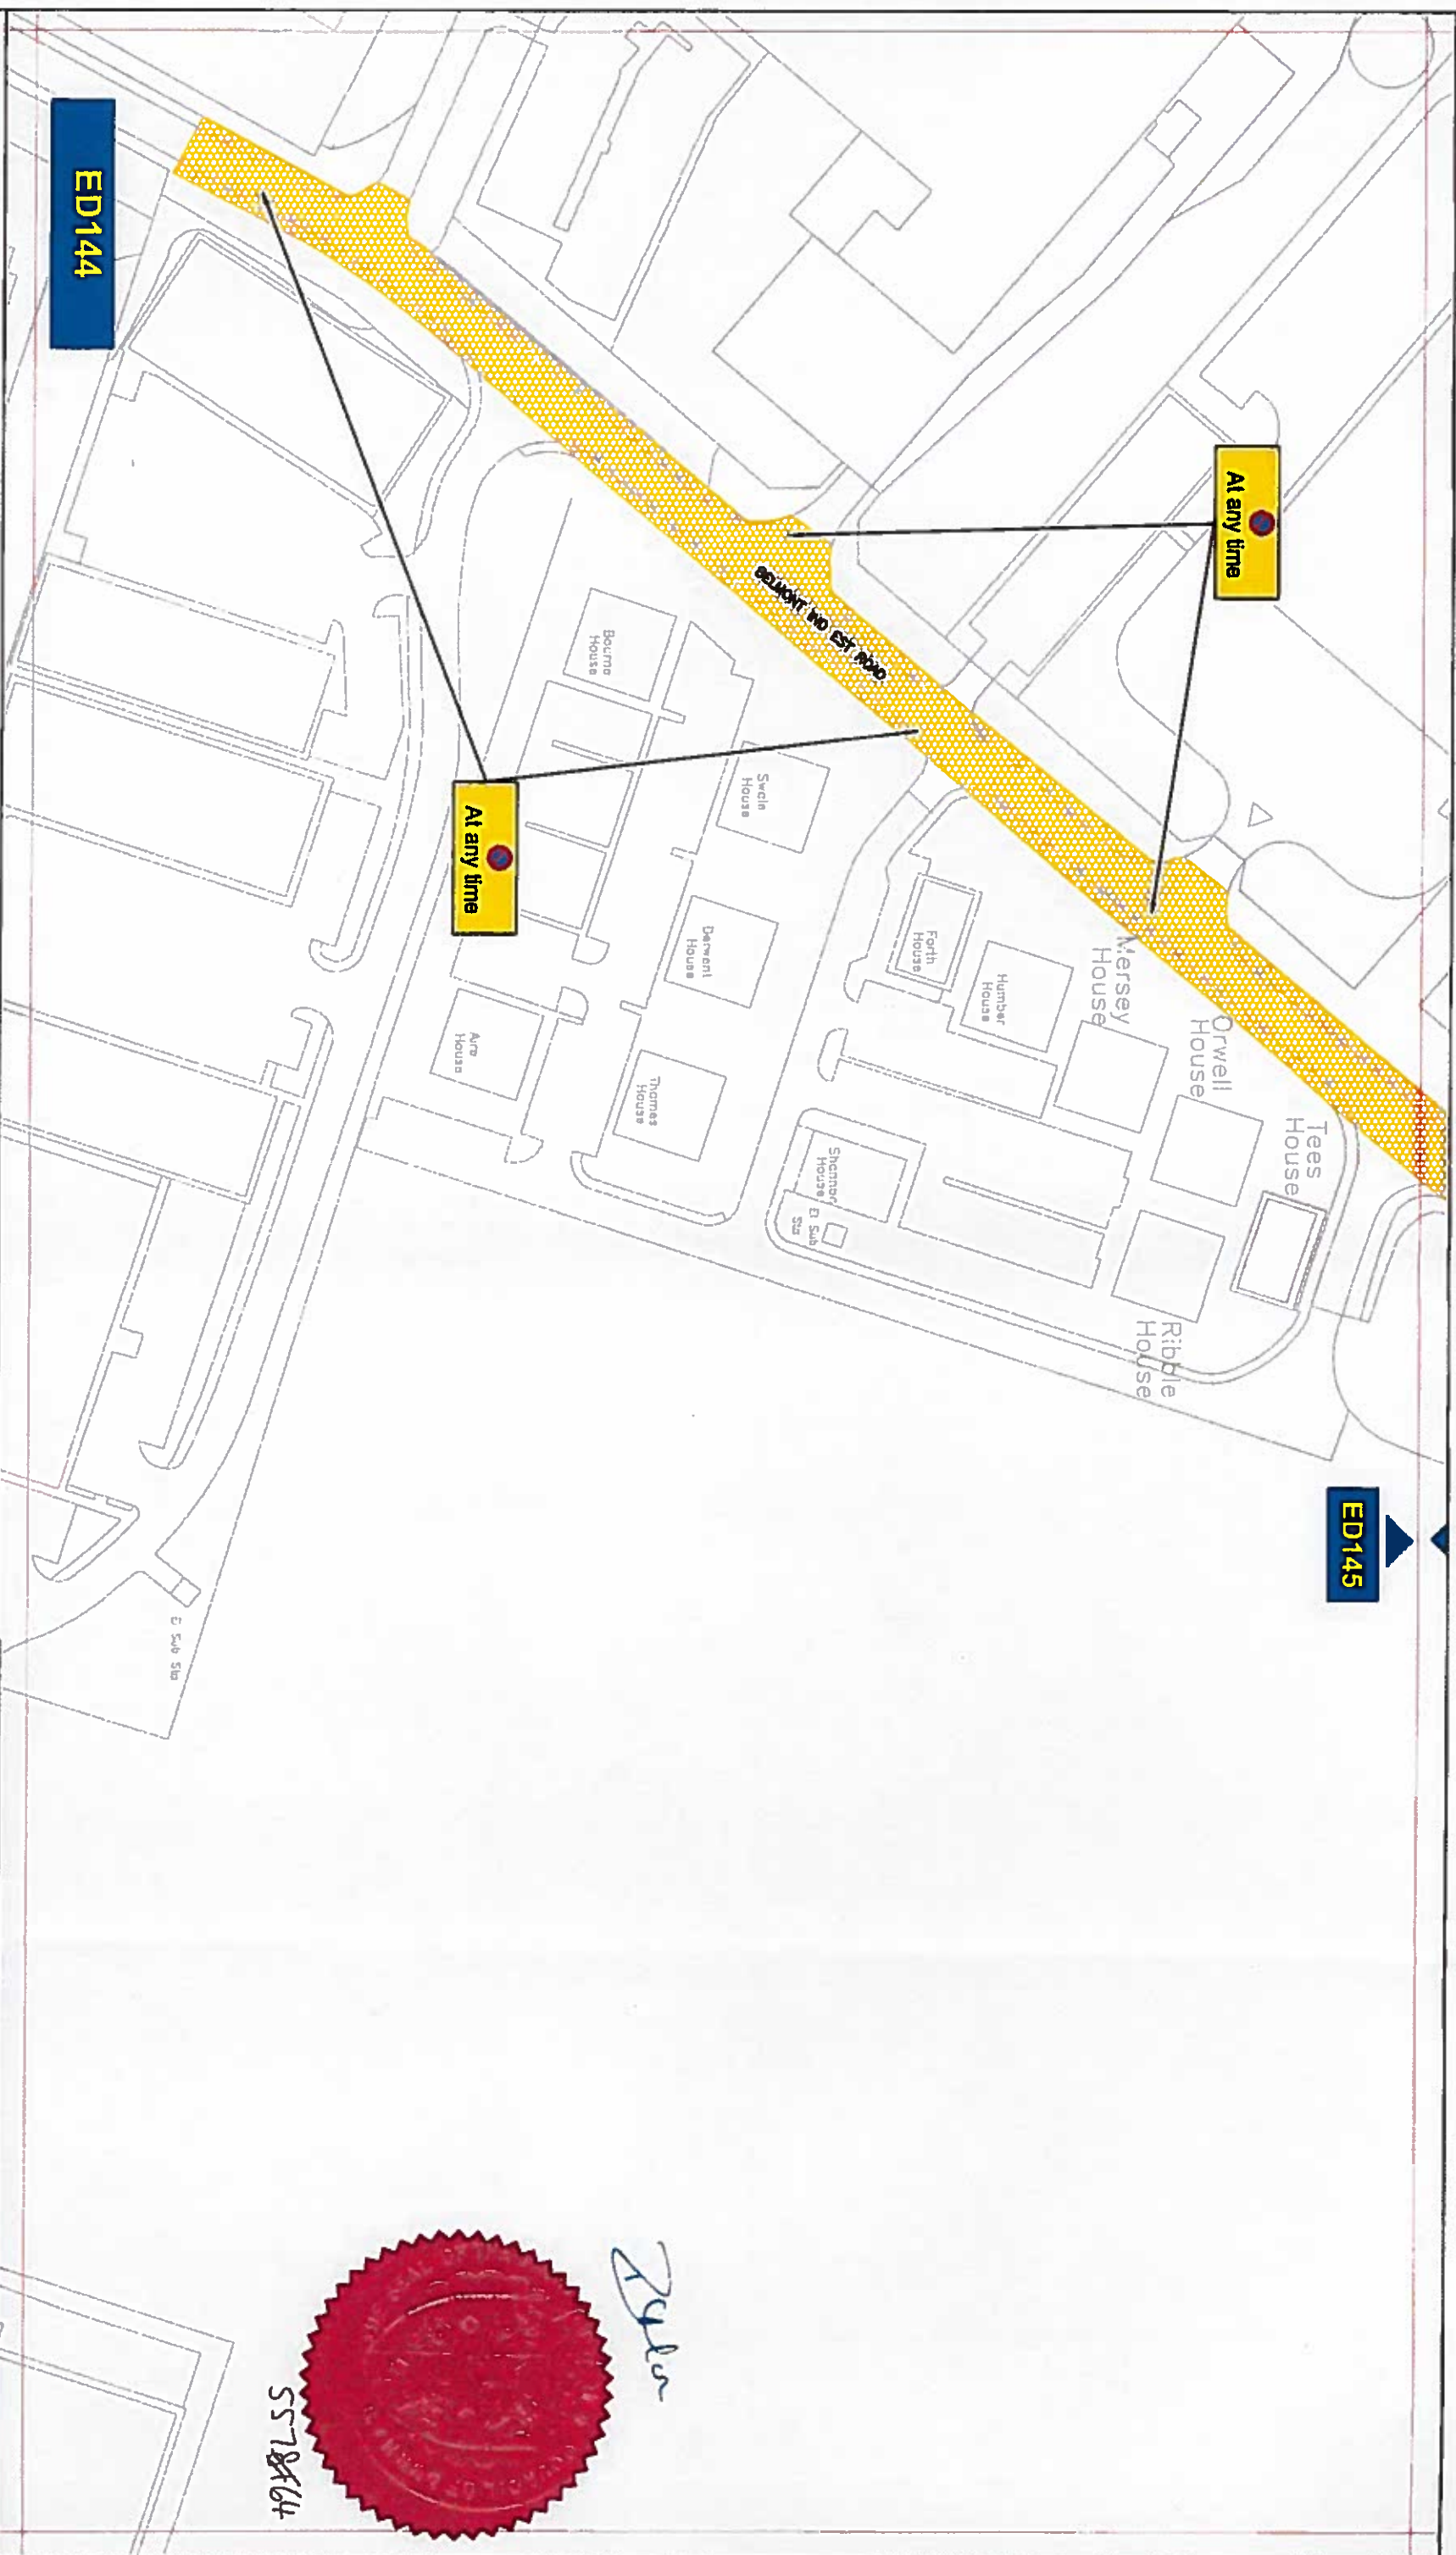 ED145
At any time
Tees
House
Orwell
House
Ribble
House
Mersey
House
Humber
House
Forth
House
BELMONT IND EST ROAD
Shannon
House
El Sub
Sta
Swale
House
Derwent
House
Thames
House
Bourne
House
At any time
Aire
House
El Sub Sta
ED144